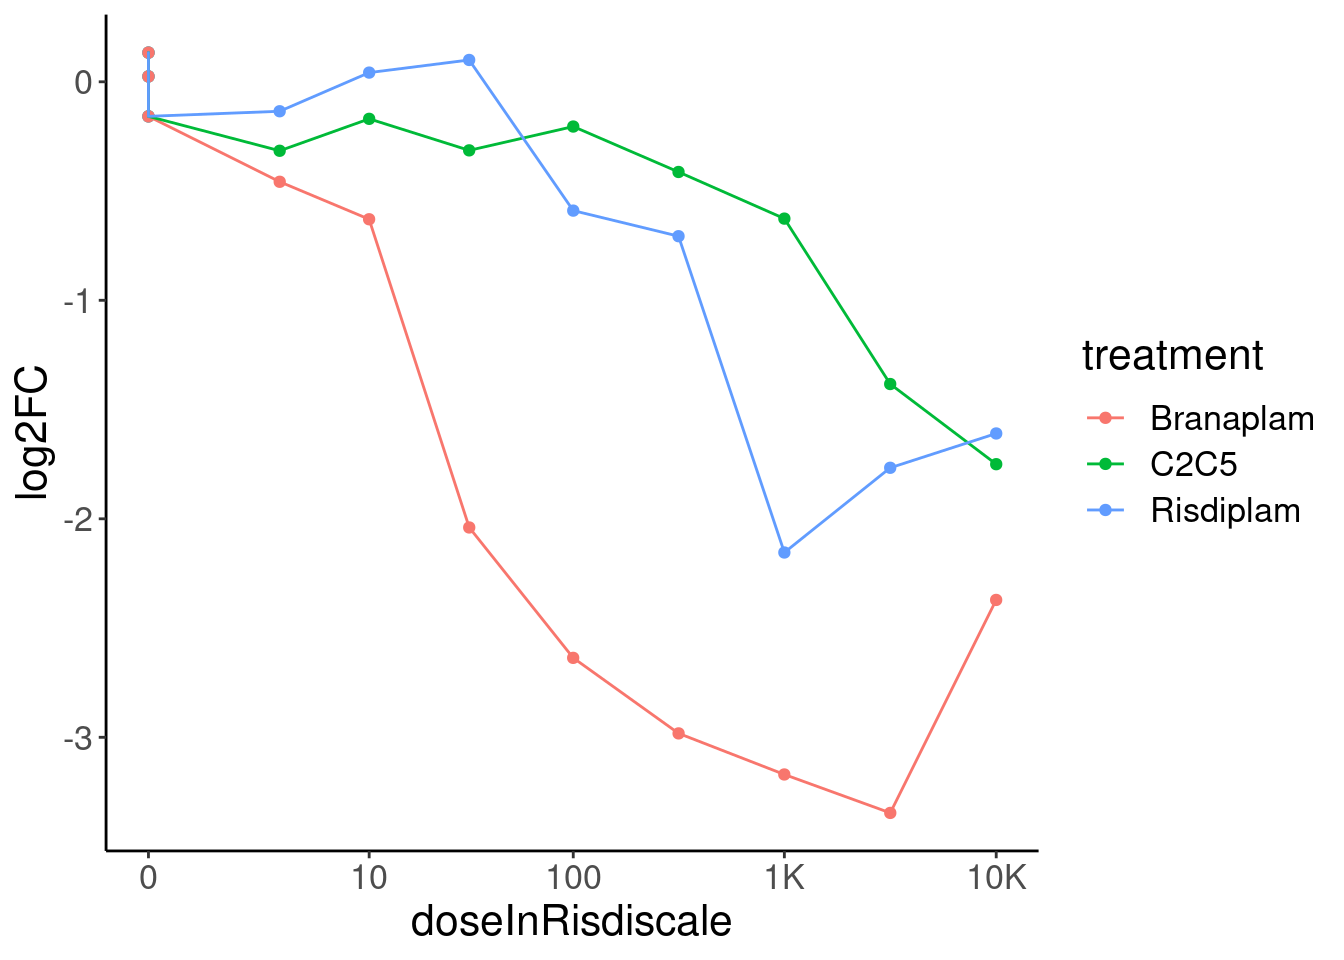 0
-1
-2
-3
log2FC
0 10 100 1K 10K
doseInRisdiscale
treatment
Branaplam
C2C5
Risdiplam